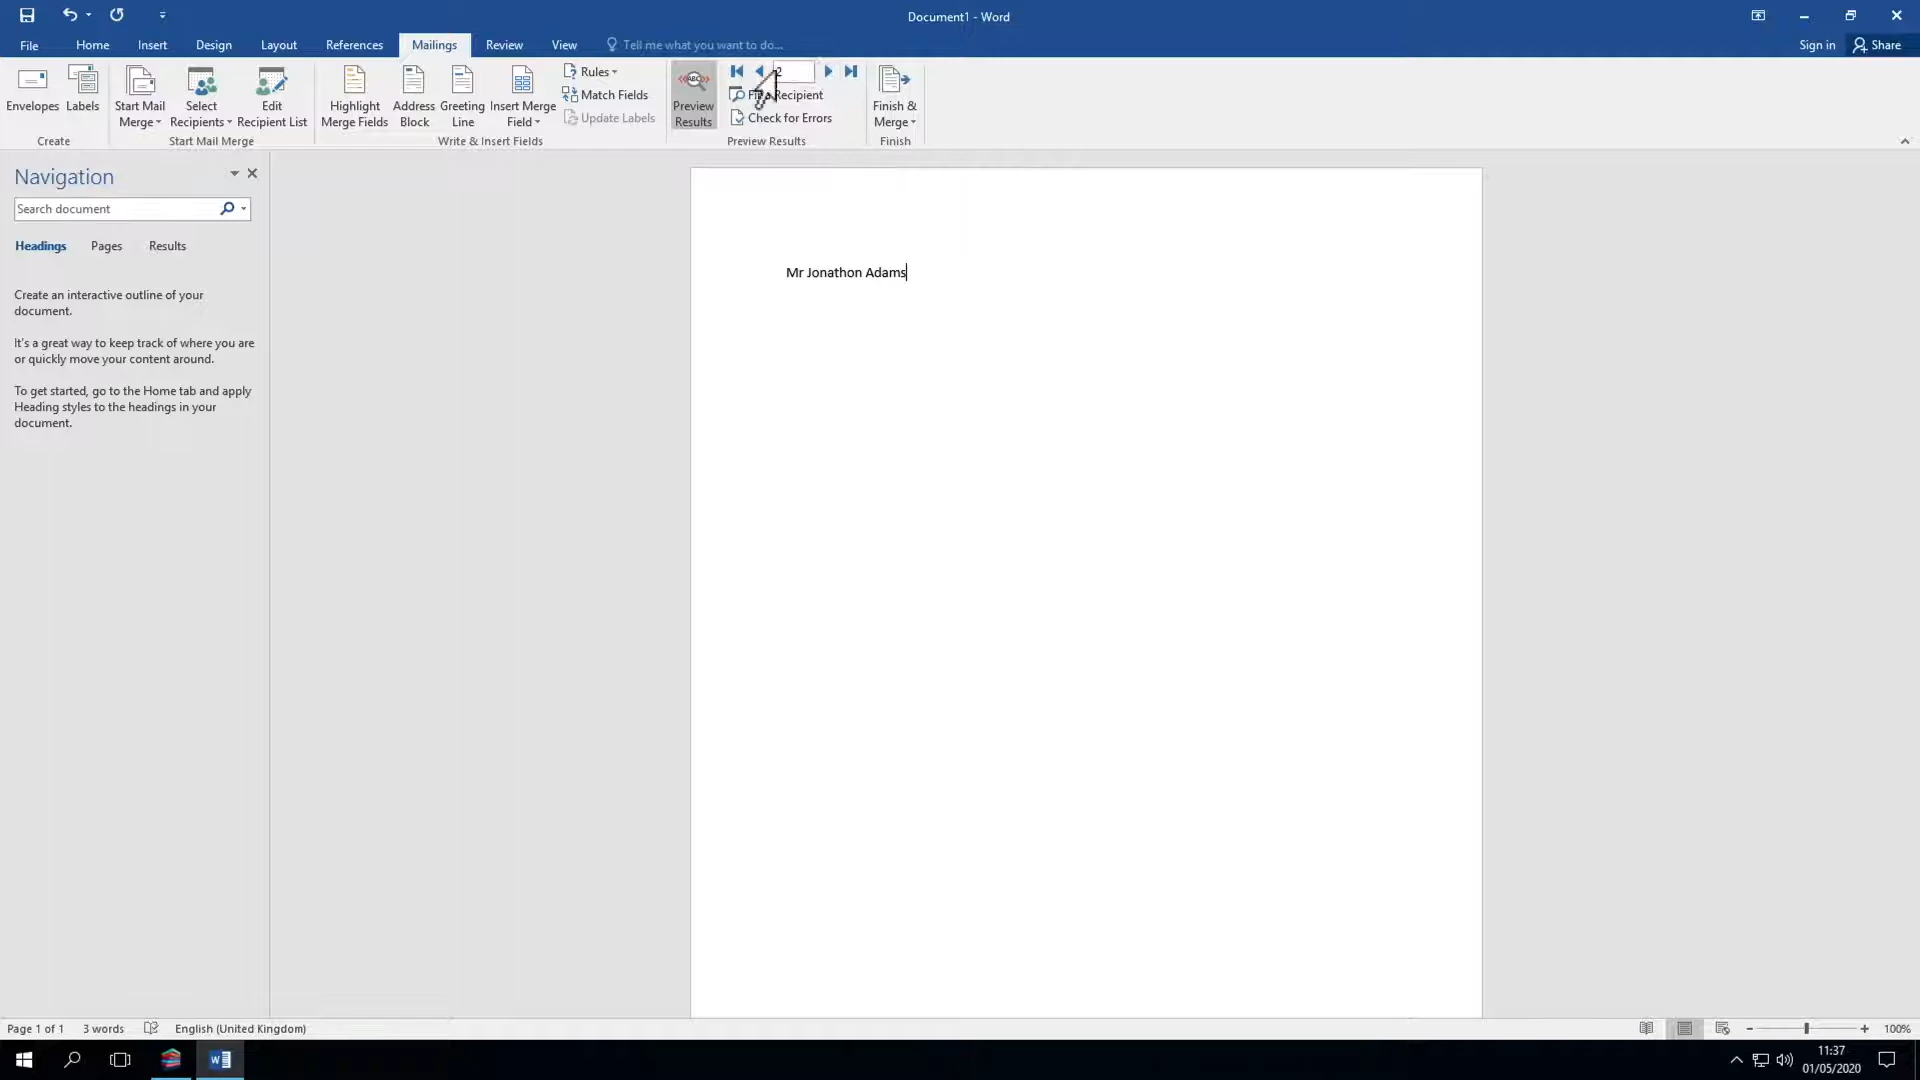 Document1 - Word
File Home Insert Design Layout References Mailings Review View Tell me what you want to do... Sign in Share
Envelopes
Labels
Start Mail
Merge
Select
Recipients
Edit
Recipient List
Highlight
Merge Fields
Address
Block
Greeting
Line
Insert Merge
Field
Rules
Match Fields
Update Labels
ABC
Preview
Results
2
Recipient
Check for Errors
Finish &
Merge
Create
Start Mail Merge
Write & Insert Fields
Preview Results
Finish
Navigation
Search document
Headings Pages Results
Create an interactive outline of your
document.
It's a great way to keep track of where you are
or quickly move your content around.
To get started, go to the Home tab and apply
Heading styles to the headings in your
document.
Mr Jonathon Adams
Page 1 of 1 3 words English (United Kingdom) 100%
11:37
01/05/2020